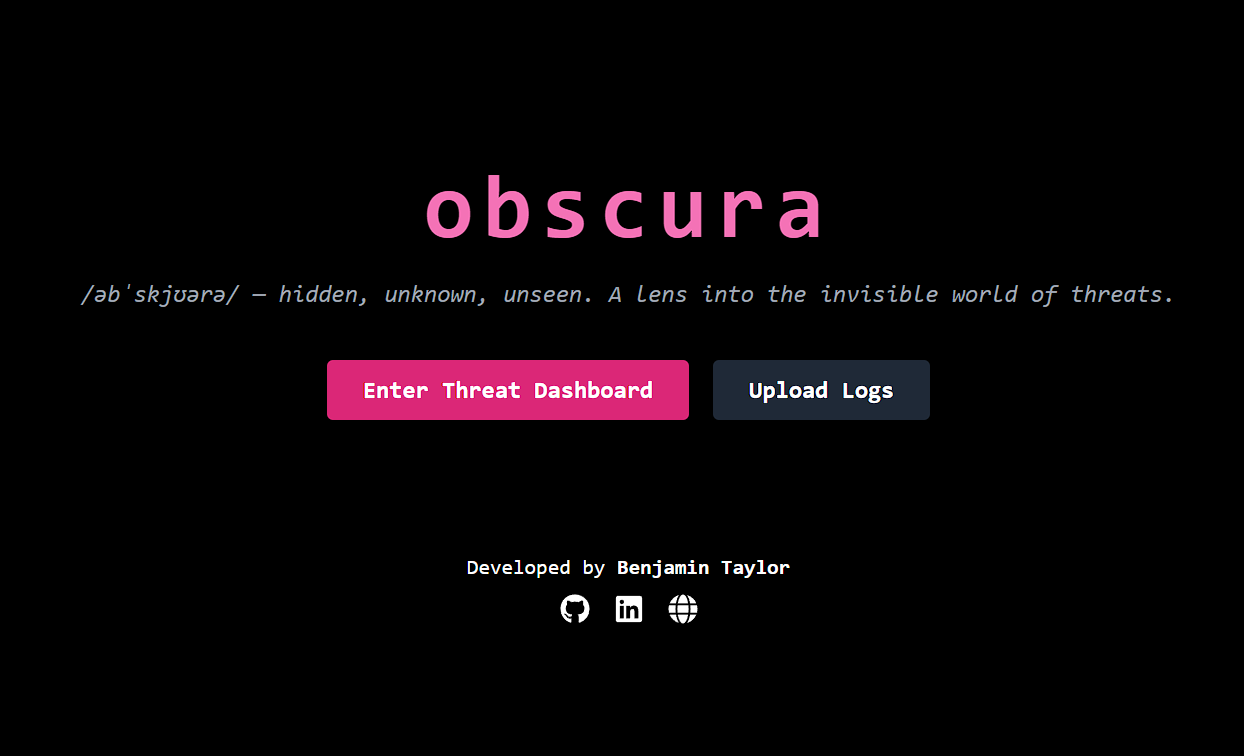 obscura
/əbˈskjʊərə/ — hidden, unknown, unseen. A lens into the invisible world of threats.
Enter Threat Dashboard
Upload Logs
Developed by Benjamin Taylor
in